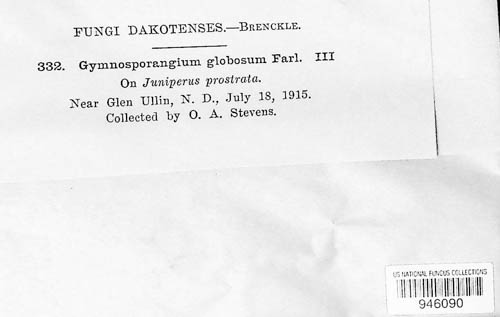 FUNGI DAKOTENSES.—BRENCKLE.
332. Gymnosporangium globosum Farl. III
On Juniperus prostrata.
Near Glen Ullin, N. D., July 18, 1915.
Collected by O. A. Stevens.
US NATIONAL FUNGUS COLLECTIONS
946090